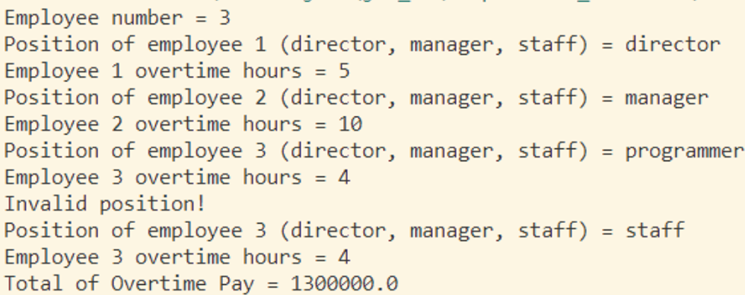 Employee number = 3
Position of employee 1 (director, manager, staff) = director
Employee 1 overtime hours = 5
Position of employee 2 (director, manager, staff) = manager
Employee 2 overtime hours = 10
Position of employee 3 (director, manager, staff) = programmer
Employee 3 overtime hours = 4
Invalid position!
Position of employee 3 (director, manager, staff) = staff
Employee 3 overtime hours = 4
Total of Overtime Pay = 1300000.0